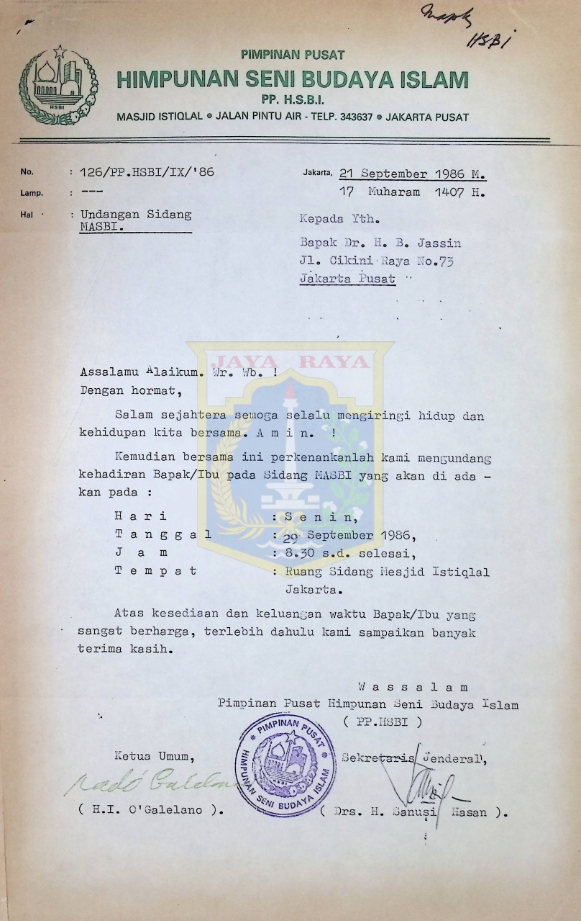 Mapk
HSBI
PIMPINAN PUSAT
HIMPUNAN SENI BUDAYA ISLAM
PP. H.S.B.I.
MASJID ISTIQLAL ● JALAN PINTU AIR - TELP. 343637 ● JAKARTA PUSAT
HSBI
No. : 126/PP.HSBI/IX/'86
Jakarta, 21 September 1986 M.
Lamp. : ---
17 Muharam 1407 H.
Hal : Undangan Sidang
MASBI.
Kepada Yth.
Bapak Dr. H. B. Jassin
Jl. Cikini Raya No.73
Jakarta Pusat
JAYA RAYA
Assalamu Alaikum. Wr. Wb. !
Dengan hormat,
Salam sejahtera semoga selalu mengiringi hidup dan
kehidupan kita bersama. A m i n. !
Kemudian bersama ini perkenankanlah kami mengundang
kehadiran Bapak/Ibu pada Sidang MASBI yang akan di ada -
kan pada :
H a r i : S e n i n,
T a n g g a l : 29 September 1986,
J a m : 8.30 s.d. selesai,
T e m p a t : Ruang Sidang Mesjid Istiqlal
Jakarta.
Atas kesediaan dan keluangan waktu Bapak/Ibu yang
sangat berharga, terlebih dahulu kami sampaikan banyak
terima kasih.
W a s s a l a m
Pimpinan Pusat Himpunan Seni Budaya Islam
( PP.HSBI )
Ketua Umum,
Sekretaris Jenderal,
PIMPINAN PUSAT
HIMPUNAN SENI BUDAYA ISLAM
( H.I. O'Galelano ).
( Drs. H. Sanusi Hasan ).